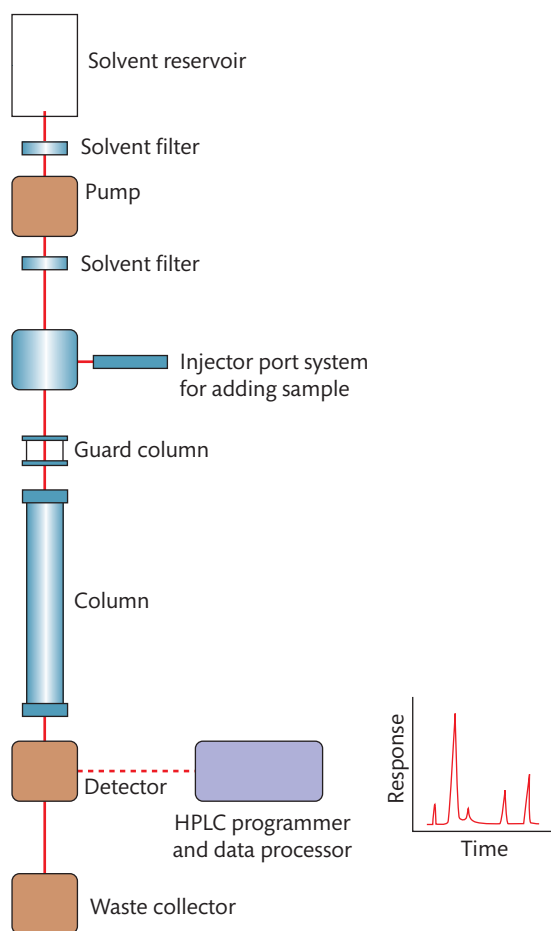 Solvent reservoir
Solvent filter
Pump
Solvent filter
Injector port system
for adding sample
Guard column
Column
Detector
HPLC programmer
and data processor
Response
Time
Waste collector